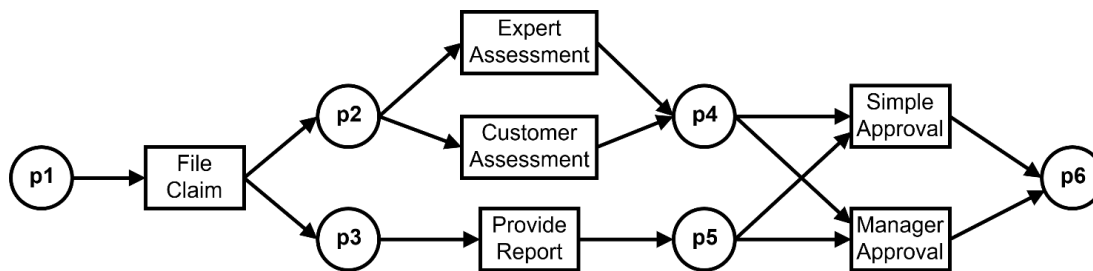 Expert
Assessment
p2
p4
Simple
Approval
Customer
Assessment
p1
File
Claim
p6
p3
Provide
Report
p5
Manager
Approval